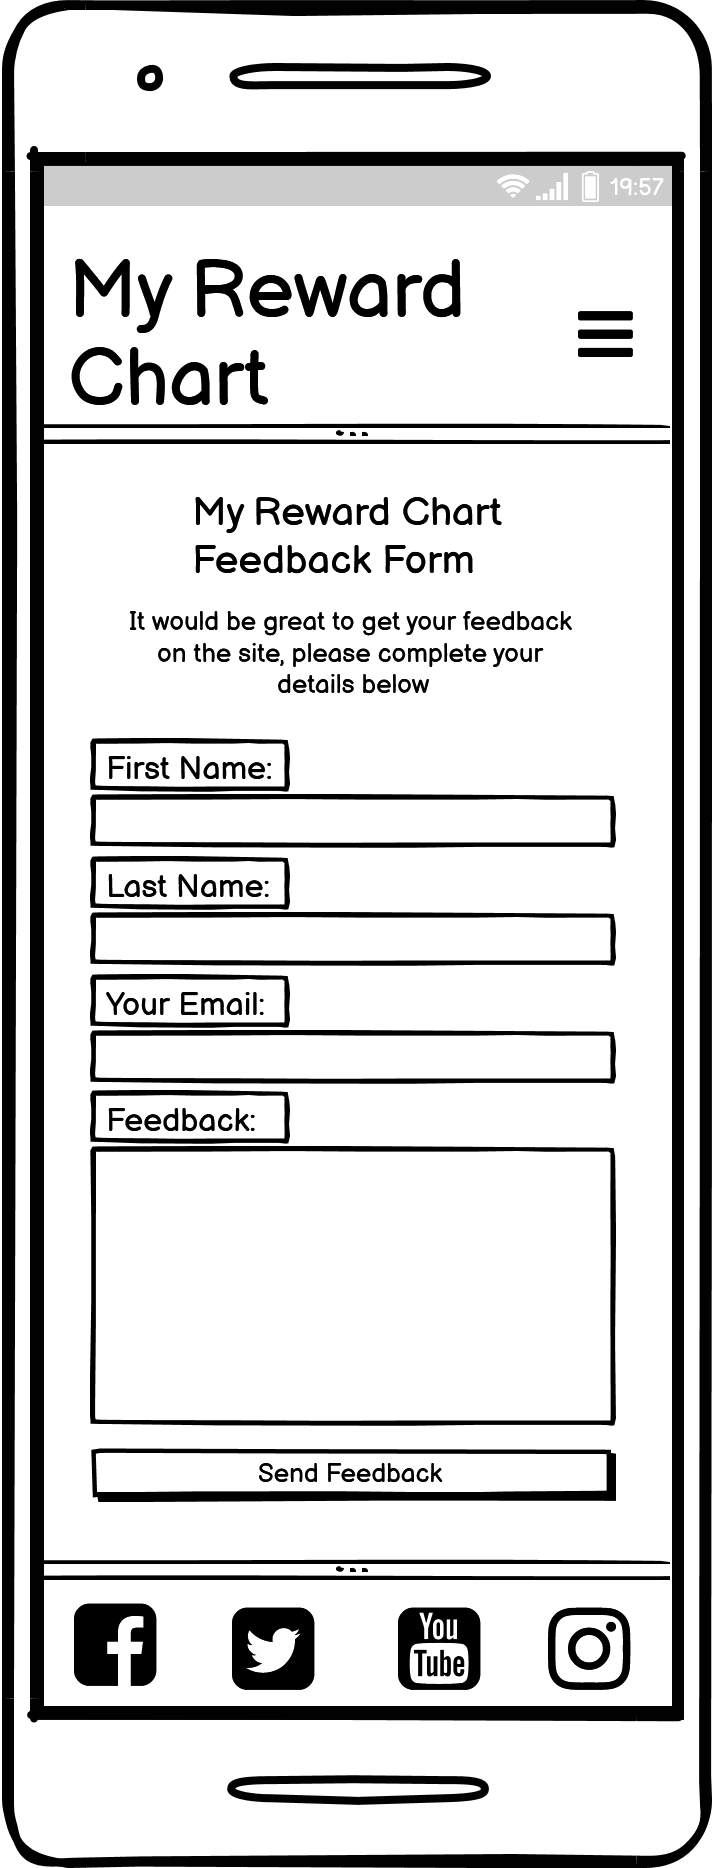 19:57
My Reward
Chart
My Reward Chart
Feedback Form
It would be great to get your feedback
on the site, please complete your
details below
First Name:
Last Name:
Your Email:
Feedback:
Send Feedback
You
Tube